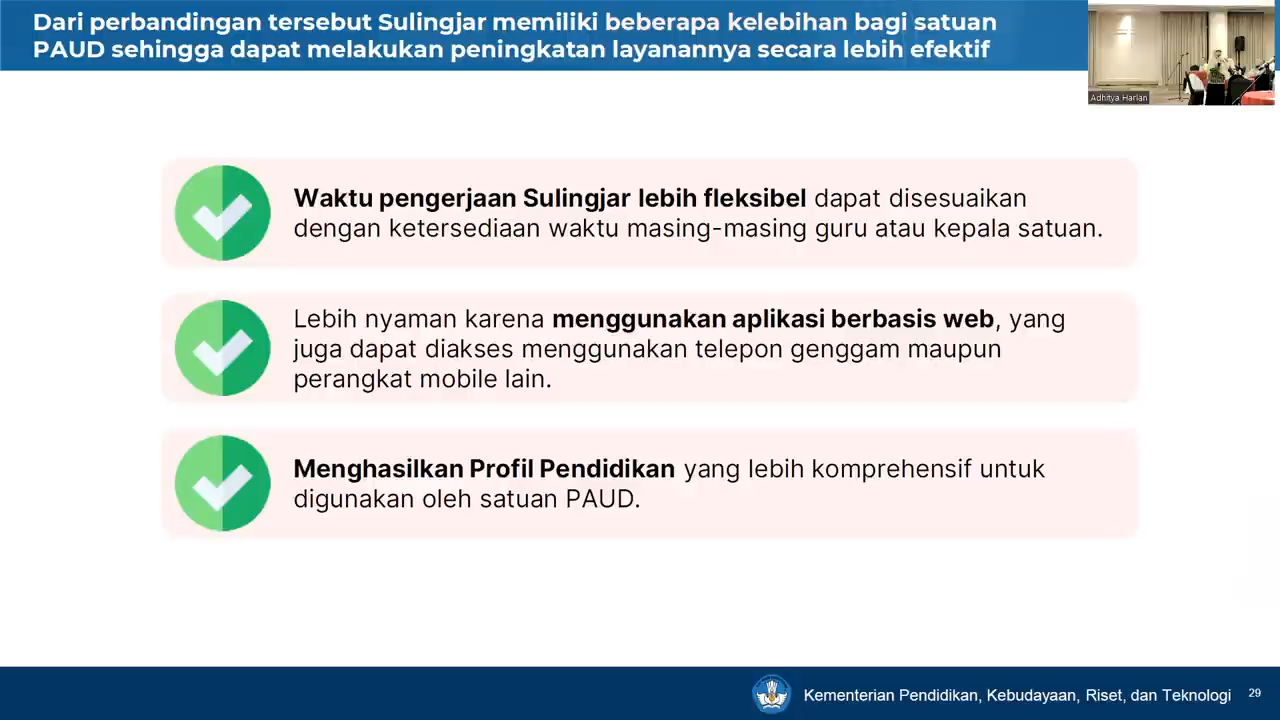 Dari perbandingan tersebut Sulingjar memiliki beberapa kelebihan bagi satuan
PAUD sehingga dapat melakukan peningkatan layanannya secara lebih efektif
Adhitya Harlan
Waktu pengerjaan Sulingjar lebih fleksibel dapat disesuaikan
dengan ketersediaan waktu masing-masing guru atau kepala satuan.
Lebih nyaman karena menggunakan aplikasi berbasis web, yang
juga dapat diakses menggunakan telepon genggam maupun
perangkat mobile lain.
Menghasilkan Profil Pendidikan yang lebih komprehensif untuk
digunakan oleh satuan PAUD.
Kementerian Pendidikan, Kebudayaan, Riset, dan Teknologi 29